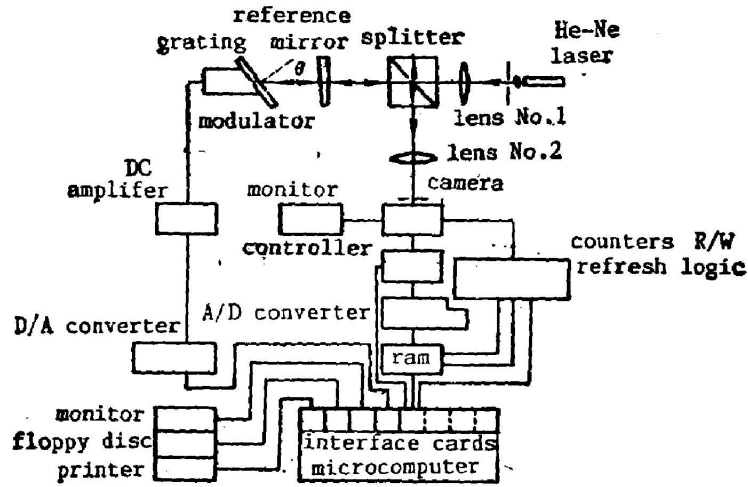 reference
grating mirror splitter
He-Ne
laser
θ
modulator
lens No.1
lens No.2
DC
amplifer
monitor
camera
controller
counters R/W
refresh logic
D/A converter
A/D converter
ram
monitor
floppy disc
printer
interface cards
microcomputer